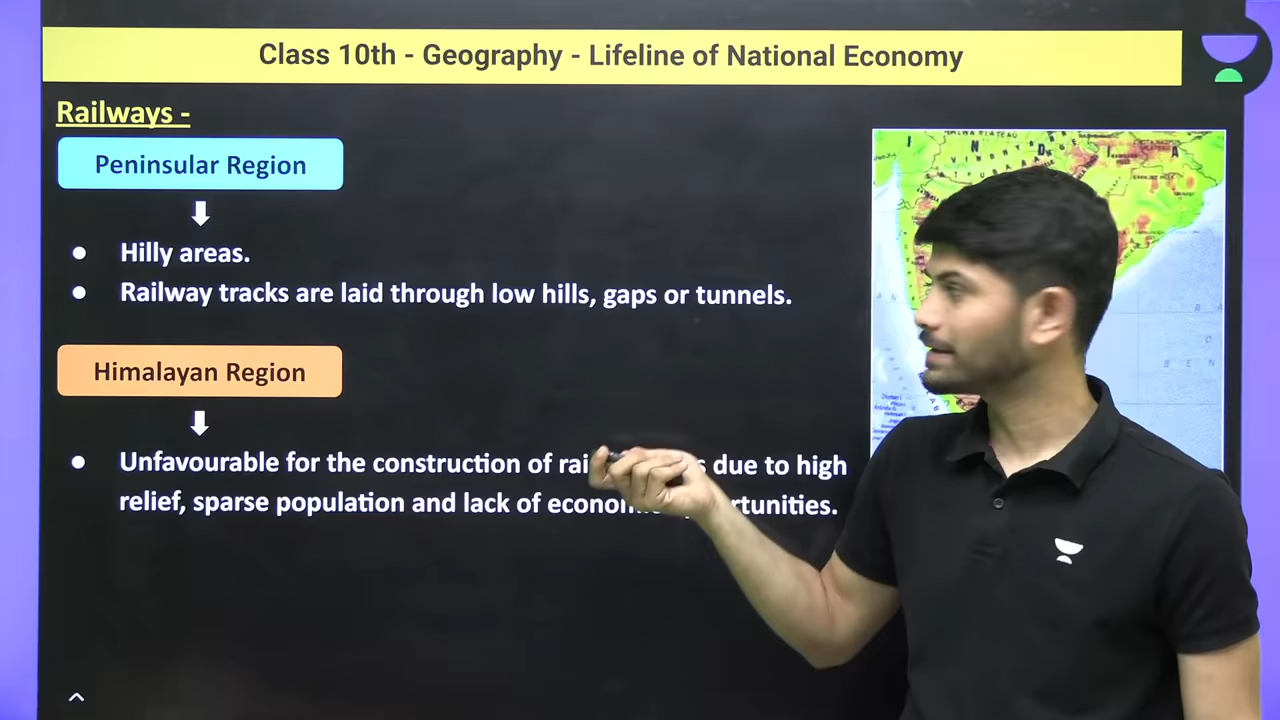 Class 10th - Geography - Lifeline of National Economy
Railways -
Peninsular Region
Hilly areas.
Railway tracks are laid through low hills, gaps or tunnels.
Himalayan Region
Unfavourable for the construction of due to high
relief, sparse population and lack of